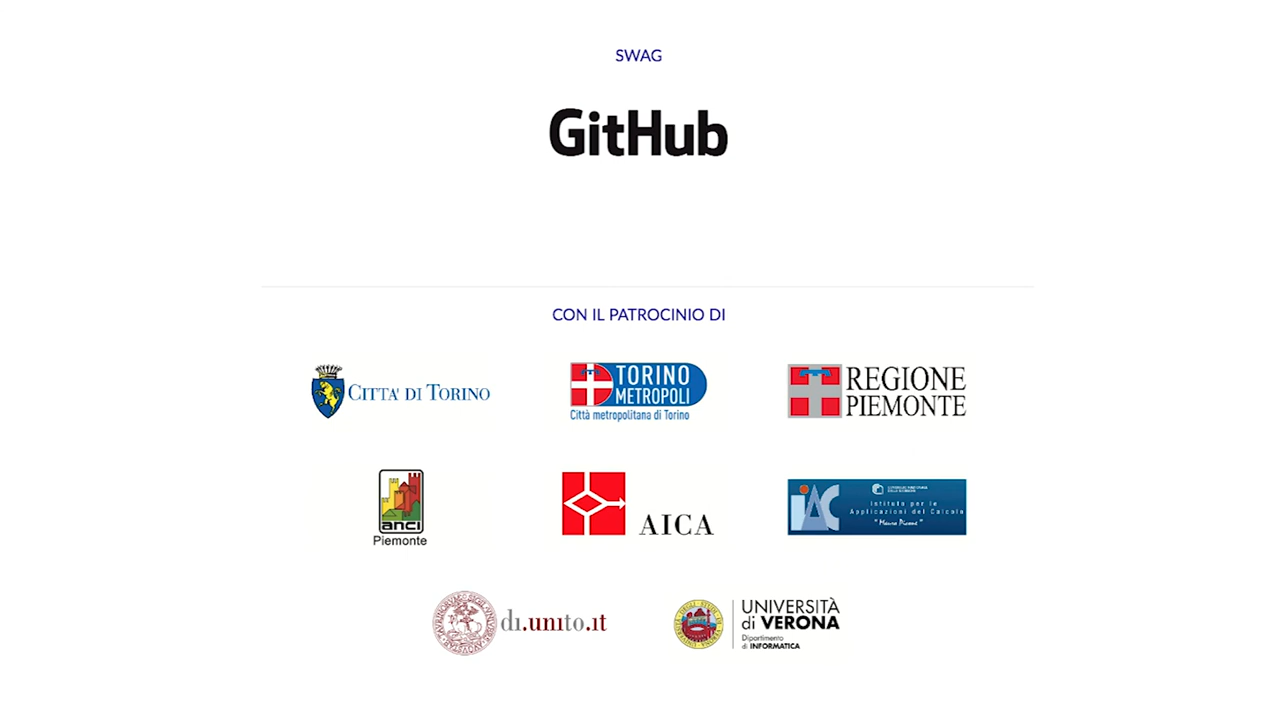 SWAG
GitHub
CON IL PATROCINIO DI
CITTA' DI TORINO
TORINO
METROPOLI
Città metropolitana di Torino
REGIONE
PIEMONTE
anci
Piemonte
AICA
iAC
Istituto per le
Applicazioni del Calcolo
"Mauro Picone"
di.unito.it
UNIVERSITÀ
di VERONA
Dipartimento
di INFORMATICA